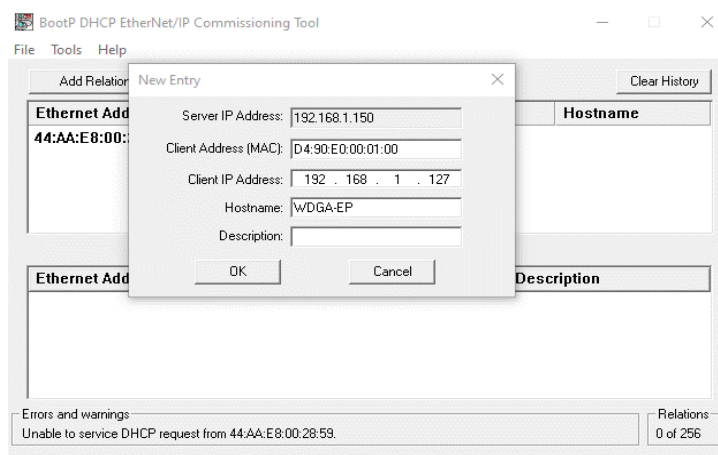 BootP DHCP EtherNet/IP Commissioning Tool
File Tools Help
Add Relation
New Entry
Clear History
Ethernet Add
Hostname
44:AA:E8:00:
Server IP Address: 192.168.1.150
Client Address (MAC): D4:90:E0:00:01:00
Client IP Address: 192 . 168 . 1 . 127
Hostname: WDGA-EP
Description:
OK Cancel
Ethernet Add
Description
Errors and warnings
Unable to service DHCP request from 44:AA:E8:00:28:59.
Relations
0 of 256